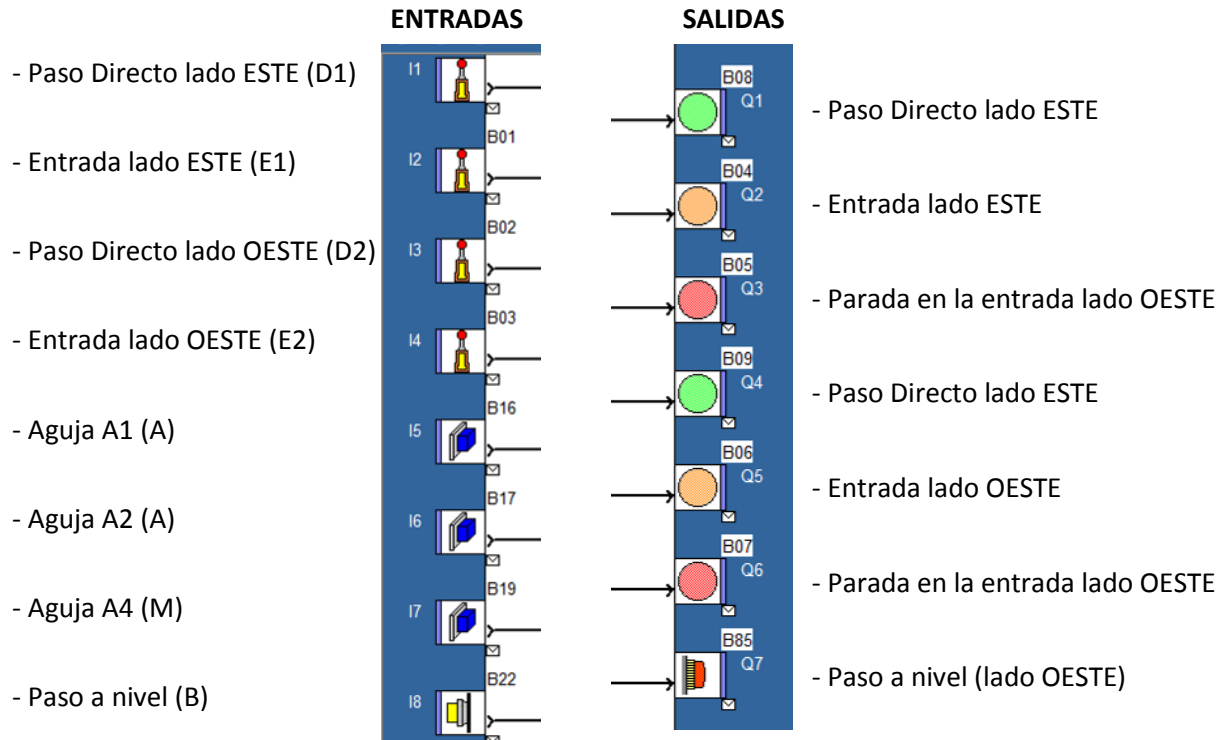 ENTRADAS
SALIDAS
- Paso Directo lado ESTE (D1)
I1
B01
- Entrada lado ESTE (E1)
I2
B02
- Paso Directo lado OESTE (D2)
I3
B03
- Entrada lado OESTE (E2)
I4
B16
- Aguja A1 (A)
I5
B17
- Aguja A2 (A)
I6
B19
- Aguja A4 (M)
I7
B22
- Paso a nivel (B)
I8
B08
Q1
- Paso Directo lado ESTE
B04
Q2
- Entrada lado ESTE
B05
Q3
- Parada en la entrada lado OESTE
B09
Q4
- Paso Directo lado ESTE
B06
Q5
- Entrada lado OESTE
B07
Q6
- Parada en la entrada lado OESTE
B85
Q7
- Paso a nivel (lado OESTE)